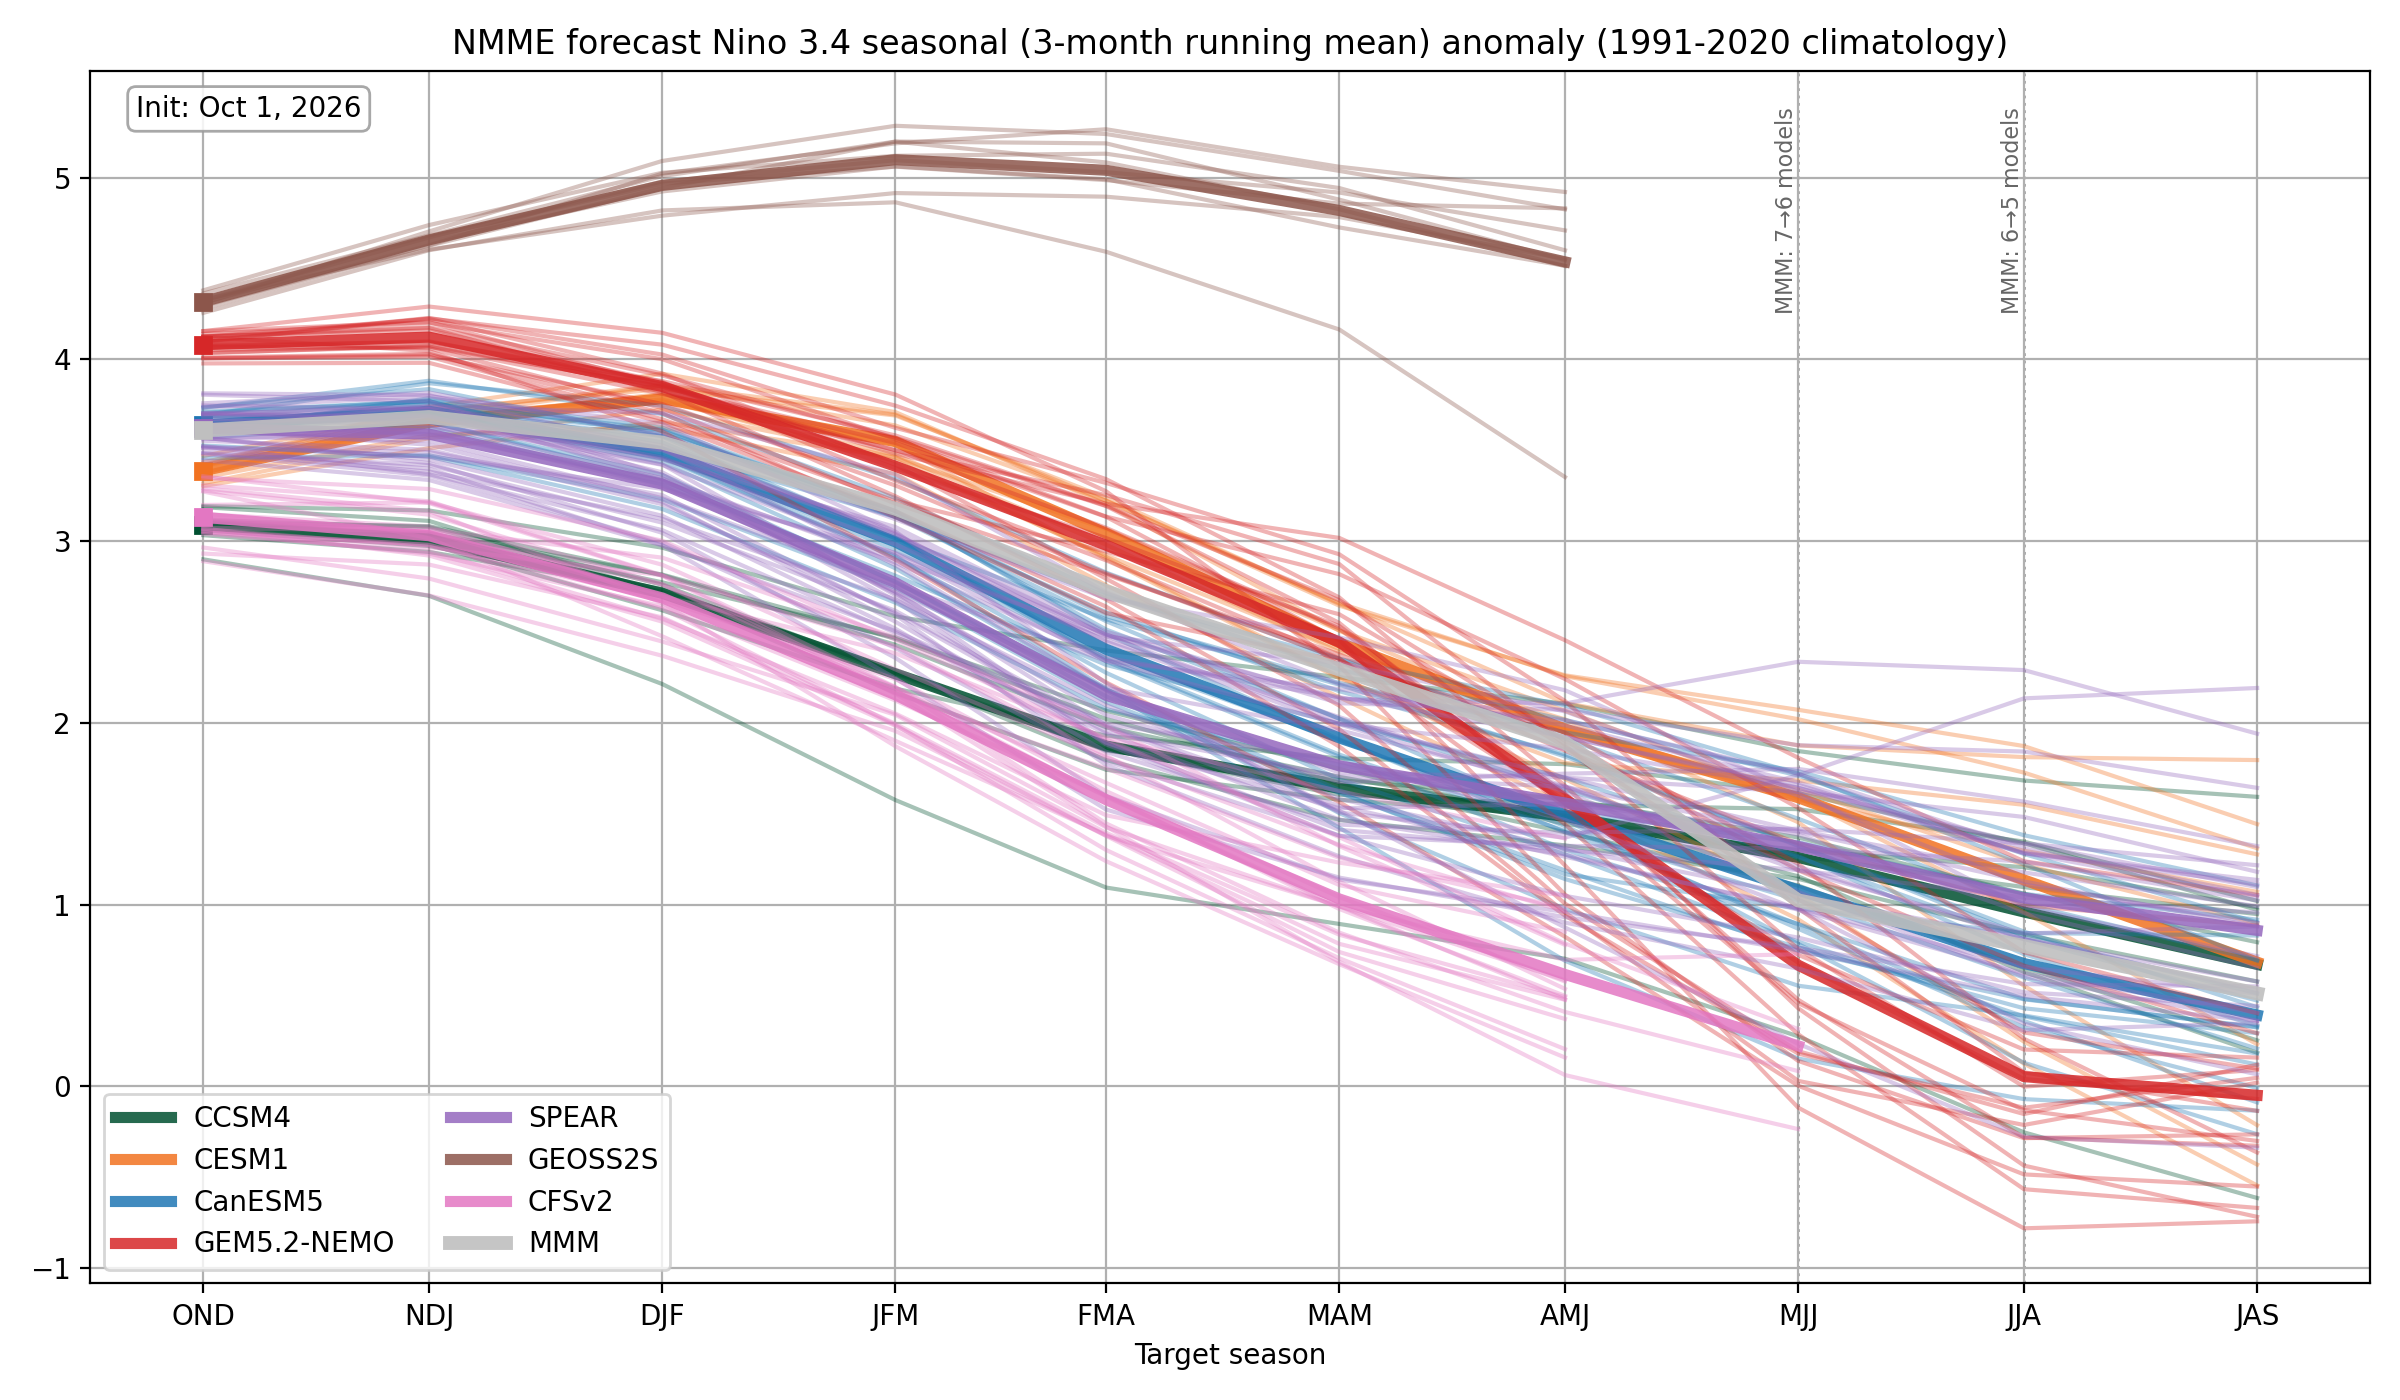 NMME forecast Nino 3.4 seasonal (3-month running mean) anomaly (1991-2020 climatology)
Init: Oct 1, 2026
MMM: 7→6 models
MMM: 6→5 models
5
4
3
2
1
0
−1
CCSM4
CESM1
CanESM5
GEM5.2-NEMO
SPEAR
GEOSS2S
CFSv2
MMM
OND NDJ DJF JFM FMA MAM AMJ MJJ JJA JAS
Target season